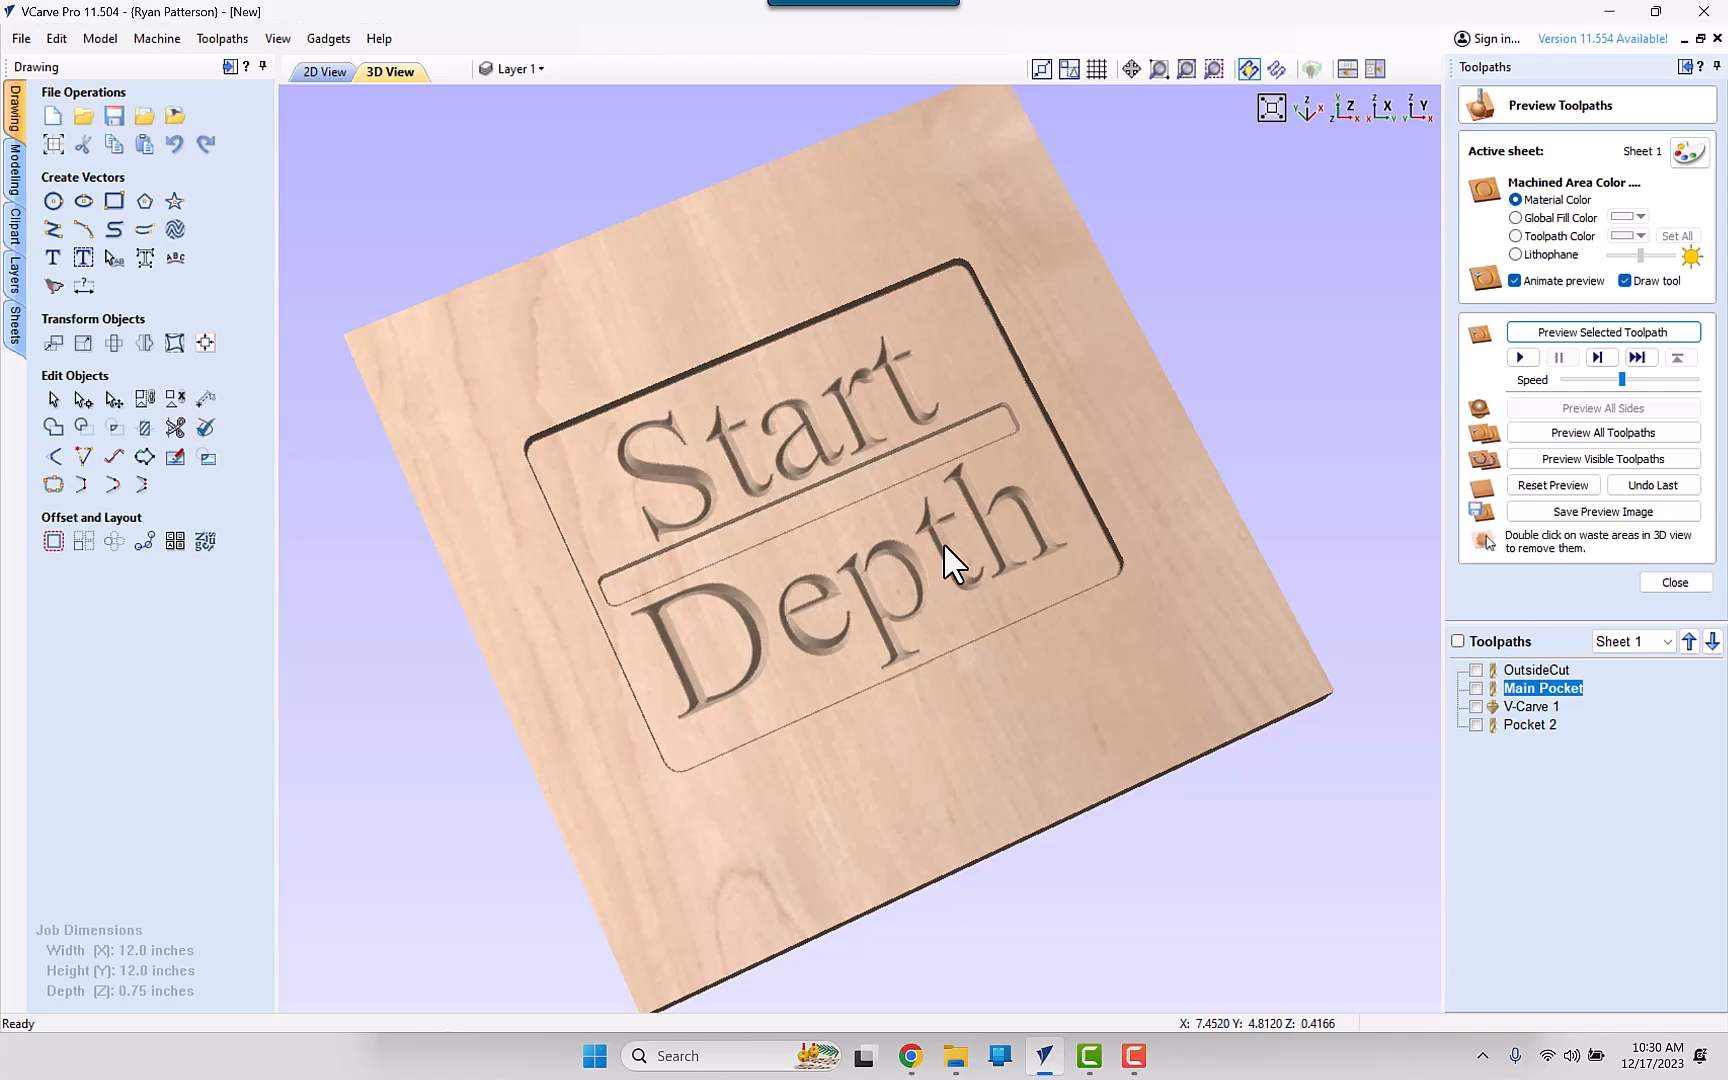 VCarve Pro 11.504 - {Ryan Patterson} - [New]
File Edit Model Machine Toolpaths View Gadgets Help
Sign in... Version 11.554 Available!
Drawing
2D View 3D View Layer 1
Toolpaths
Drawing
Modeling
Clipart
Layers
Sheets
File Operations
Create Vectors
Transform Objects
Edit Objects
Offset and Layout
Job Dimensions
Width (X): 12.0 inches
Height (Y): 12.0 inches
Depth (Z): 0.75 inches
Start
Depth
Preview Toolpaths
Active sheet: Sheet 1
Machined Area Color ....
Material Color
Global Fill Color
Toolpath Color Set All
Lithophane
Animate preview Draw tool
Preview Selected Toolpath
Speed
Preview All Sides
Preview All Toolpaths
Preview Visible Toolpaths
Reset Preview Undo Last
Save Preview Image
Double click on waste areas in 3D view
to remove them.
Close
Toolpaths Sheet 1
OutsideCut
Main Pocket
V-Carve 1
Pocket 2
Ready
X: 7.4520 Y: 4.8120 Z: 0.4166
Search
10:30 AM
12/17/2023